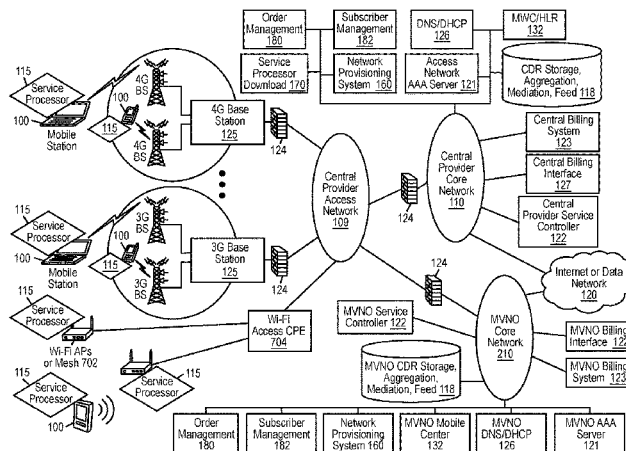 Order
Management
180
Subscriber
Management
182
DNS/DHCP
126
MWC/HLR
132
Service
Processor
Download 170
Network
Provisioning
System 160
Access
Network
AAA Server 121
CDR Storage,
Aggregation,
Mediation, Feed 118
115
Service
Processor
100
Mobile
Station
100
115
4G
BS
4G
BS
4G Base
Station
125
124
Central Provider
Access
Network
109
124
Central
Provider
Core
Network
110
Central Billing
System
123
Central Billing
Interface
127
Central
Provider Service
Controller
122
115
Service
Processor
100
Mobile
Station
100
115
3G
BS
3G
BS
3G Base
Station
125
124
124
Internet or Data
Network
120
115
Service
Processor
Wi-Fi APs
or Mesh 702
Wi-Fi
Access CPE
704
MVNO Service
Controller 122
MVNO
Core
Network
210
MVNO Billing
Interface 122
MVNO Billing
System 123
MVNO CDR Storage,
Aggregation,
Mediation, Feed 118
115
Service
Processor
100
115
Service
Processor
Order
Management
180
Subscriber
Management
182
Network
Provisioning
System 160
MVNO Mobile
Center
132
MVNO
DNS/DHCP
126
MVNO AAA
Server
121